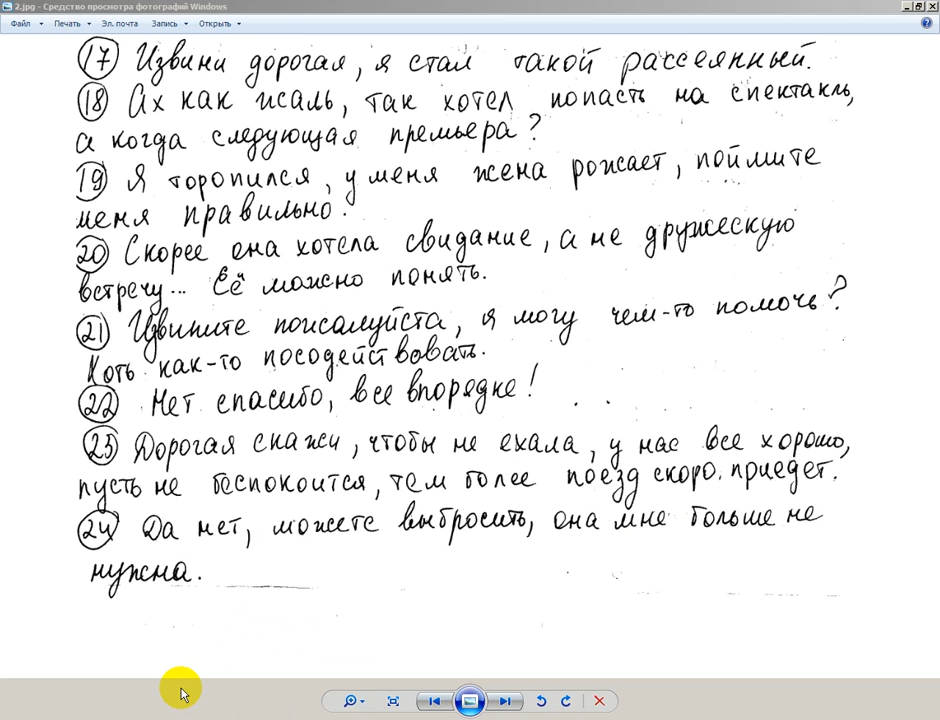 2.jpg - Средство просмотра фотографий Windows
Файл Печать Эл. почта Запись Открыть
17 Извини дорогая, я стал такой рассеянный.
18 Ах как жаль, так хотел попасть на спектакль,
а когда следующая премьера?
19 Я торопился, у меня жена рожает, поймите
меня правильно.
20 Скорее она хотела свидание, а не дружескую
встречу... Её можно понять.
21 Извините пожалуйста, я могу чем-то помочь?
Хоть как-то посодействовать.
22 Нет спасибо, все впорядке!
23 Дорогая скажи, чтобы не ехала, у нас все хорошо,
пусть не беспокоится, тем более поезд скоро приедет.
24 Да нет, можете выбросить, она мне больше не
нужна.